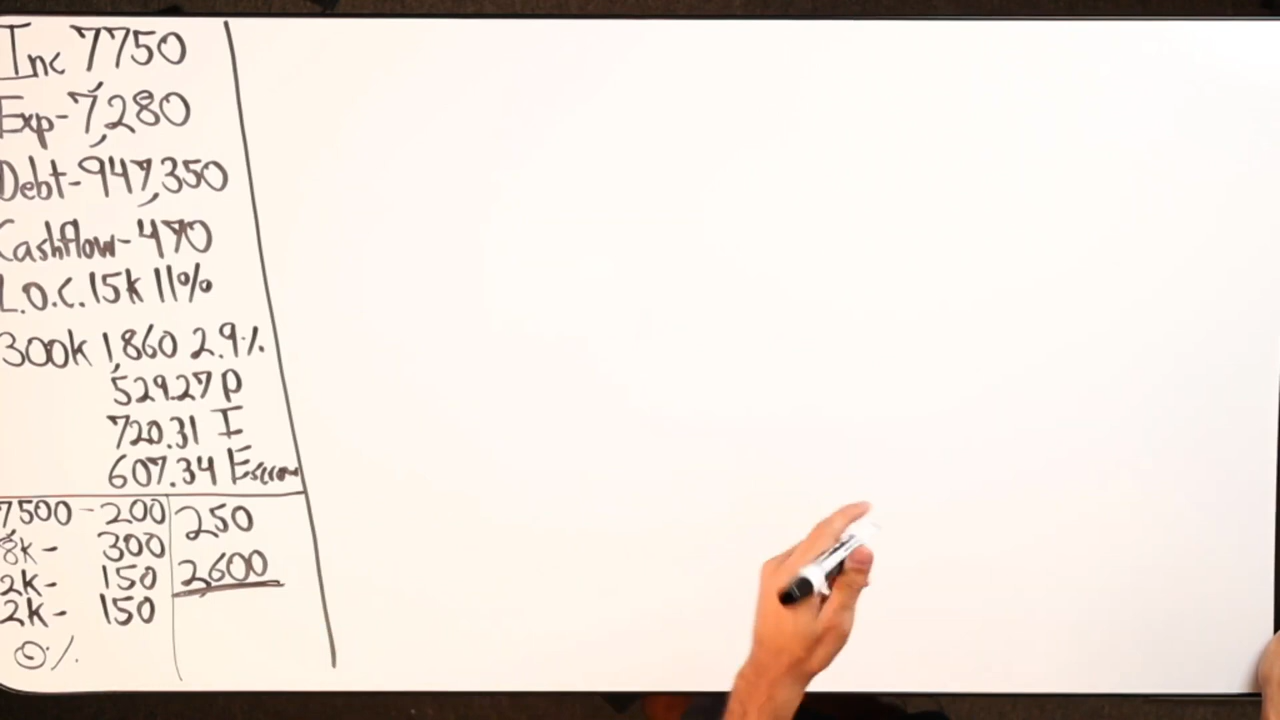 Inc 7750
Exp-7,280
Debt-947,350
Cashflow-470
L.O.C. 15k 11%
300k 1,860 2.9%
529.27 P
720.31 I
607.34 Escrow
7500-200 250
8k- 300 2600
2k- 150
2k- 150
0%